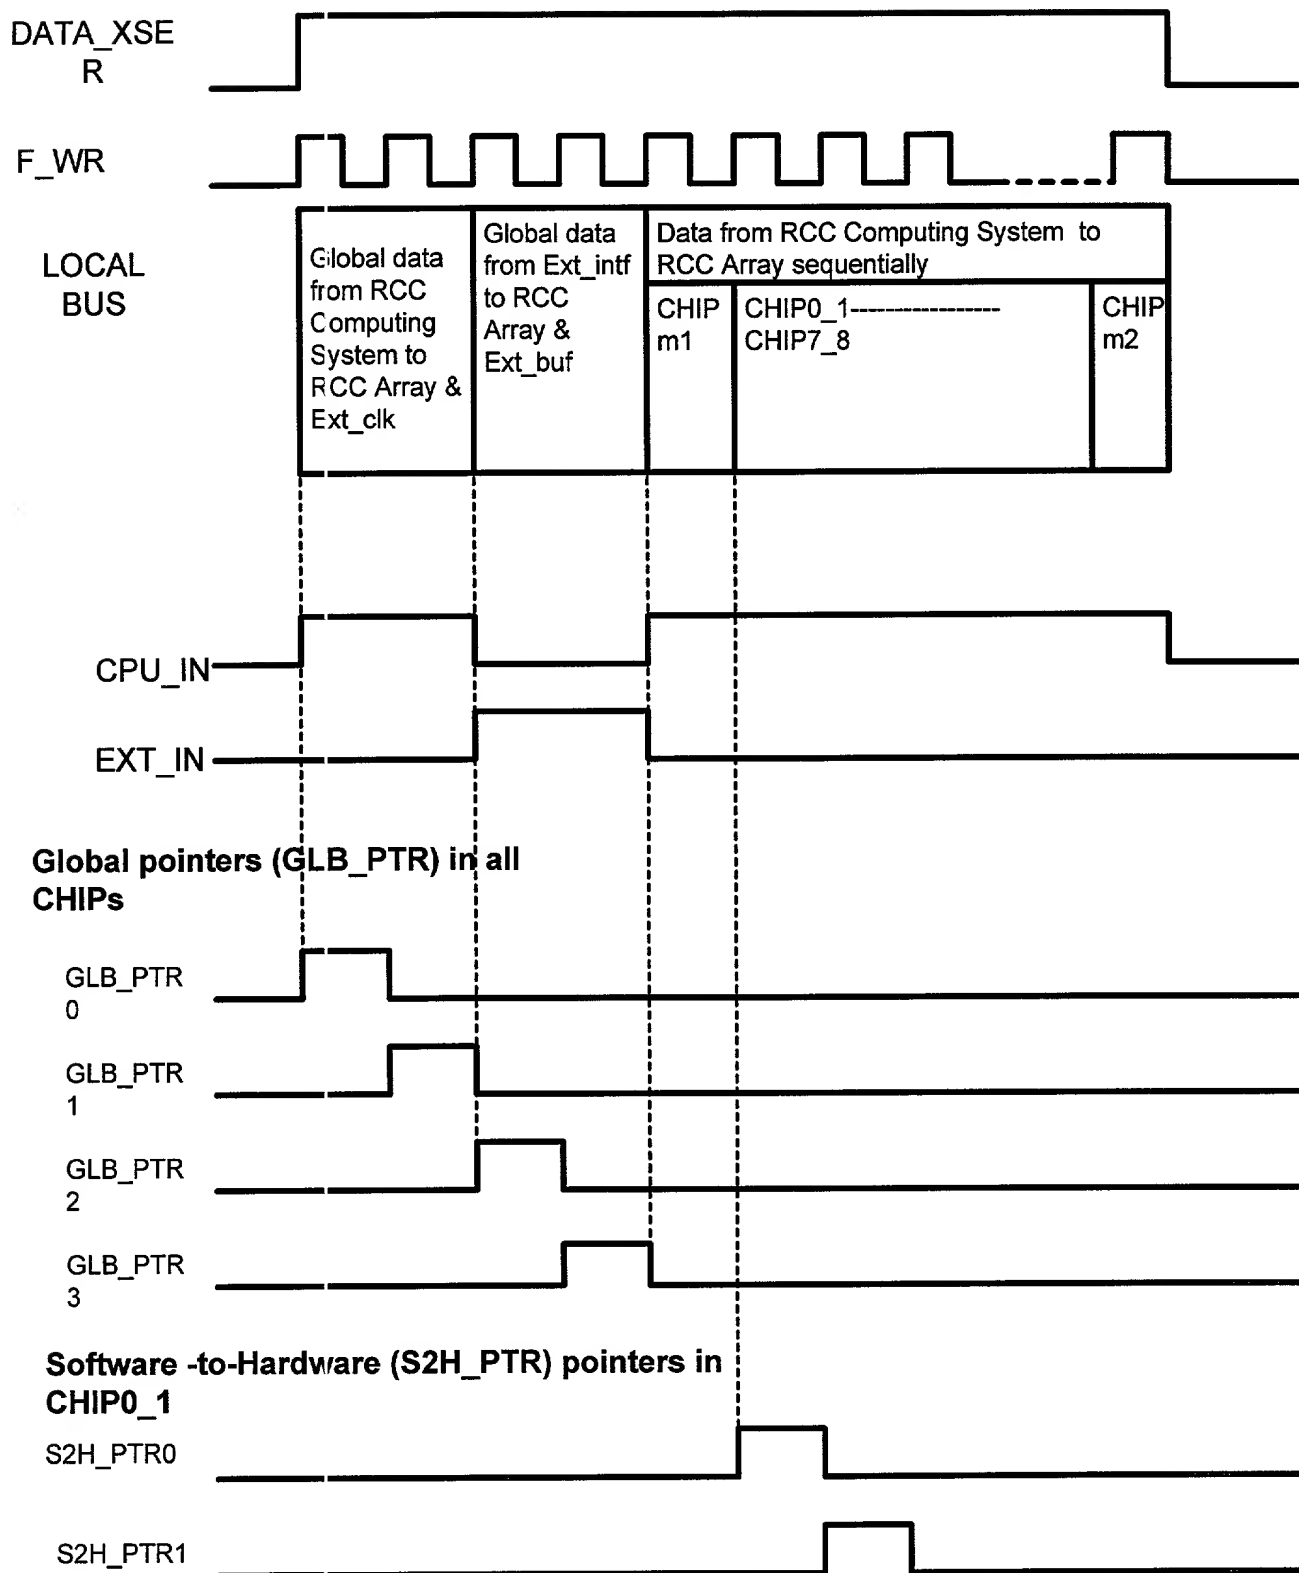 DATA_XSE
R
F_WR
LOCAL
BUS
Global data
from RCC
Computing
System to
RCC Array &
Ext_clk
Global data
from Ext_intf
to RCC
Array &
Ext_buf
Data from RCC Computing System to
RCC Array sequentially
CHIP
m1
CHIP0_1------------------
CHIP7_8
CHIP
m2
CPU_IN
EXT_IN
Global pointers (GLB_PTR) in all
CHIPs
GLB_PTR
0
GLB_PTR
1
GLB_PTR
2
GLB_PTR
3
Software -to-Hardware (S2H_PTR) pointers in
CHIP0_1
S2H_PTR0
S2H_PTR1